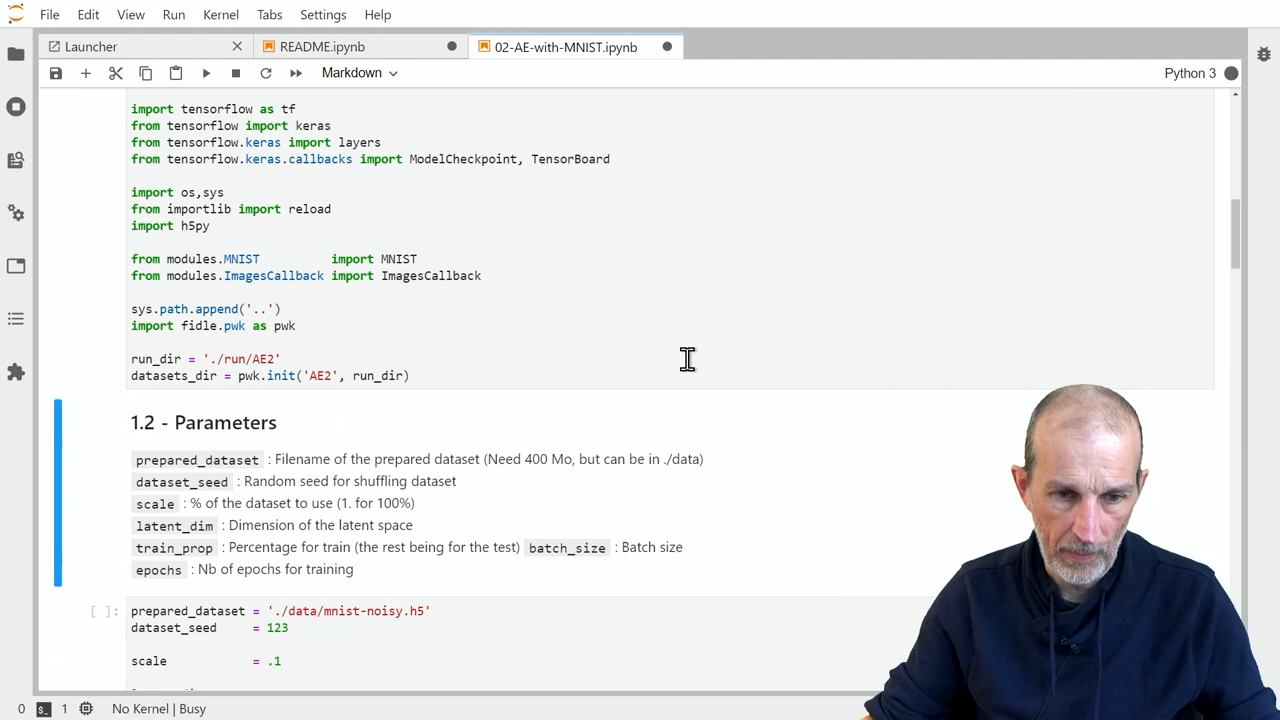 File Edit View Run Kernel Tabs Settings Help
Launcher README.ipynb 02-AE-with-MNIST.ipynb
Markdown Python 3
import tensorflow as tf
from tensorflow import keras
from tensorflow.keras import layers
from tensorflow.keras.callbacks import ModelCheckpoint, TensorBoard
import os,sys
from importlib import reload
import h5py
from modules.MNIST import MNIST
from modules.ImagesCallback import ImagesCallback
sys.path.append('..')
import fidle.pwk as pwk
run_dir = './run/AE2'
datasets_dir = pwk.init('AE2', run_dir)
1.2 - Parameters
prepared_dataset : Filename of the prepared dataset (Need 400 Mo, but can be in ./data)
dataset_seed : Random seed for shuffling dataset
scale : % of the dataset to use (1. for 100%)
latent_dim : Dimension of the latent space
train_prop : Percentage for train (the rest being for the test) batch_size : Batch size
epochs : Nb of epochs for training
[ ]: prepared_dataset = './data/mnist-noisy.h5'
dataset_seed = 123
scale = .1
0 1 No Kernel | Busy